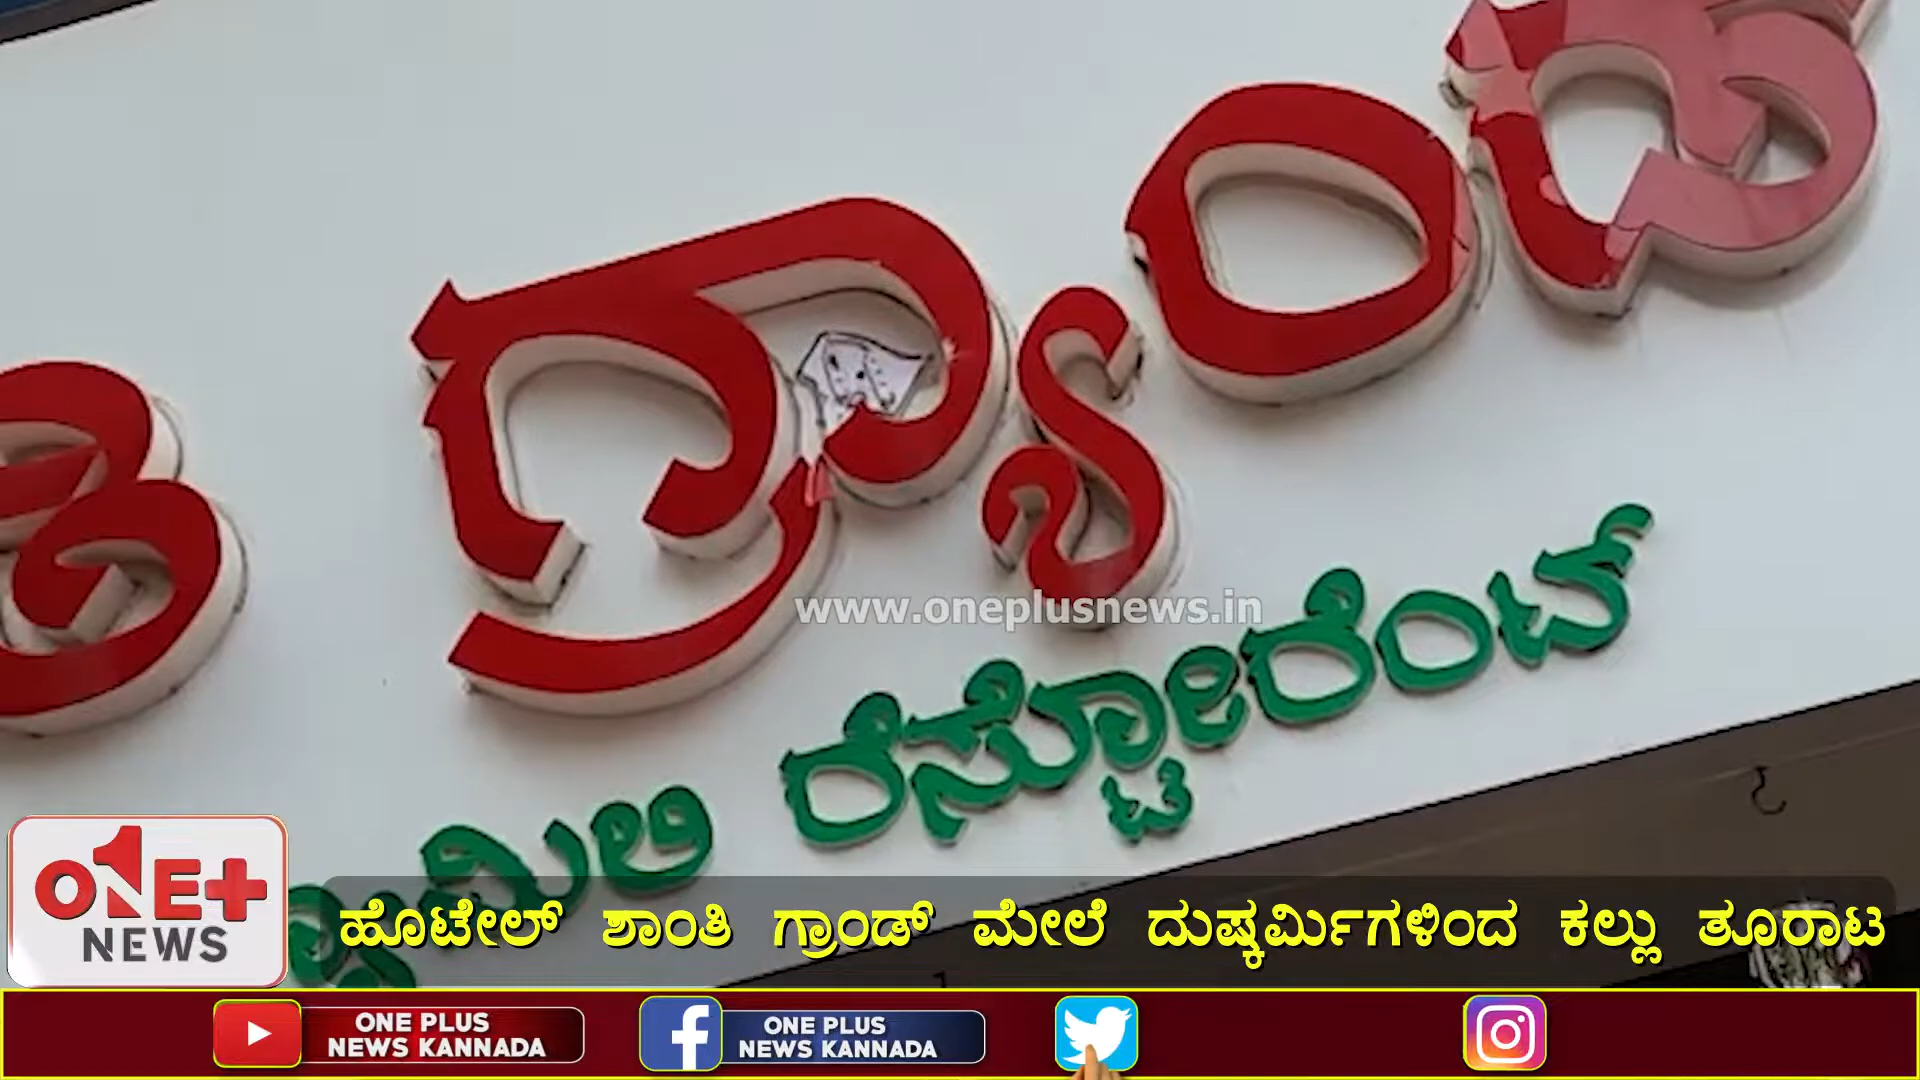 ಗ್ರ್ಯಾಂಡ
www.oneplusnews.in
ರೆಸ್ಟೋರೆಂಟ್
ONE+
NEWS
ಹೊಟೇಲ್ ಶಾಂತಿ ಗ್ರಾಂಡ್ ಮೇಲೆ ದುಷ್ಕರ್ಮಿಗಳಿಂದ ಕಲ್ಲು ತೂರಾಟ
ONE PLUS
NEWS KANNADA
ONE PLUS
NEWS KANNADA